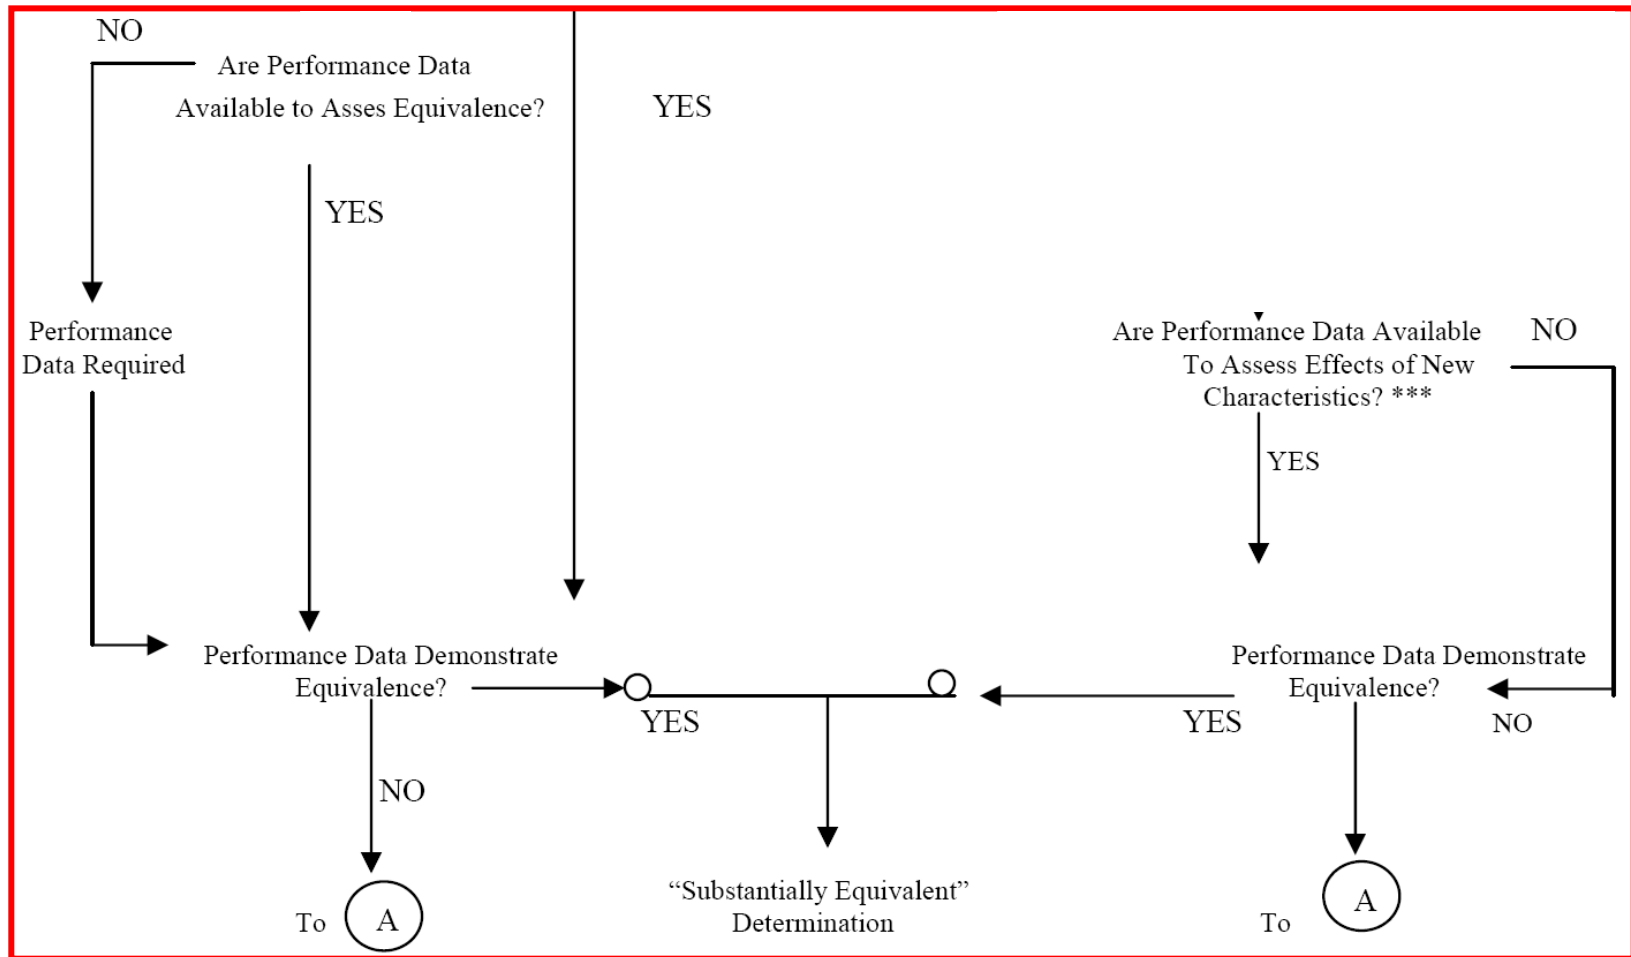 NO
Are Performance Data
Available to Asses Equivalence?
YES
YES
Performance
Data Required
Are Performance Data Available
To Assess Effects of New
Characteristics? ***
NO
YES
Performance Data Demonstrate
Equivalence?
YES
Performance Data Demonstrate
Equivalence?
YES
NO
NO
To A
“Substantially Equivalent”
Determination
To A